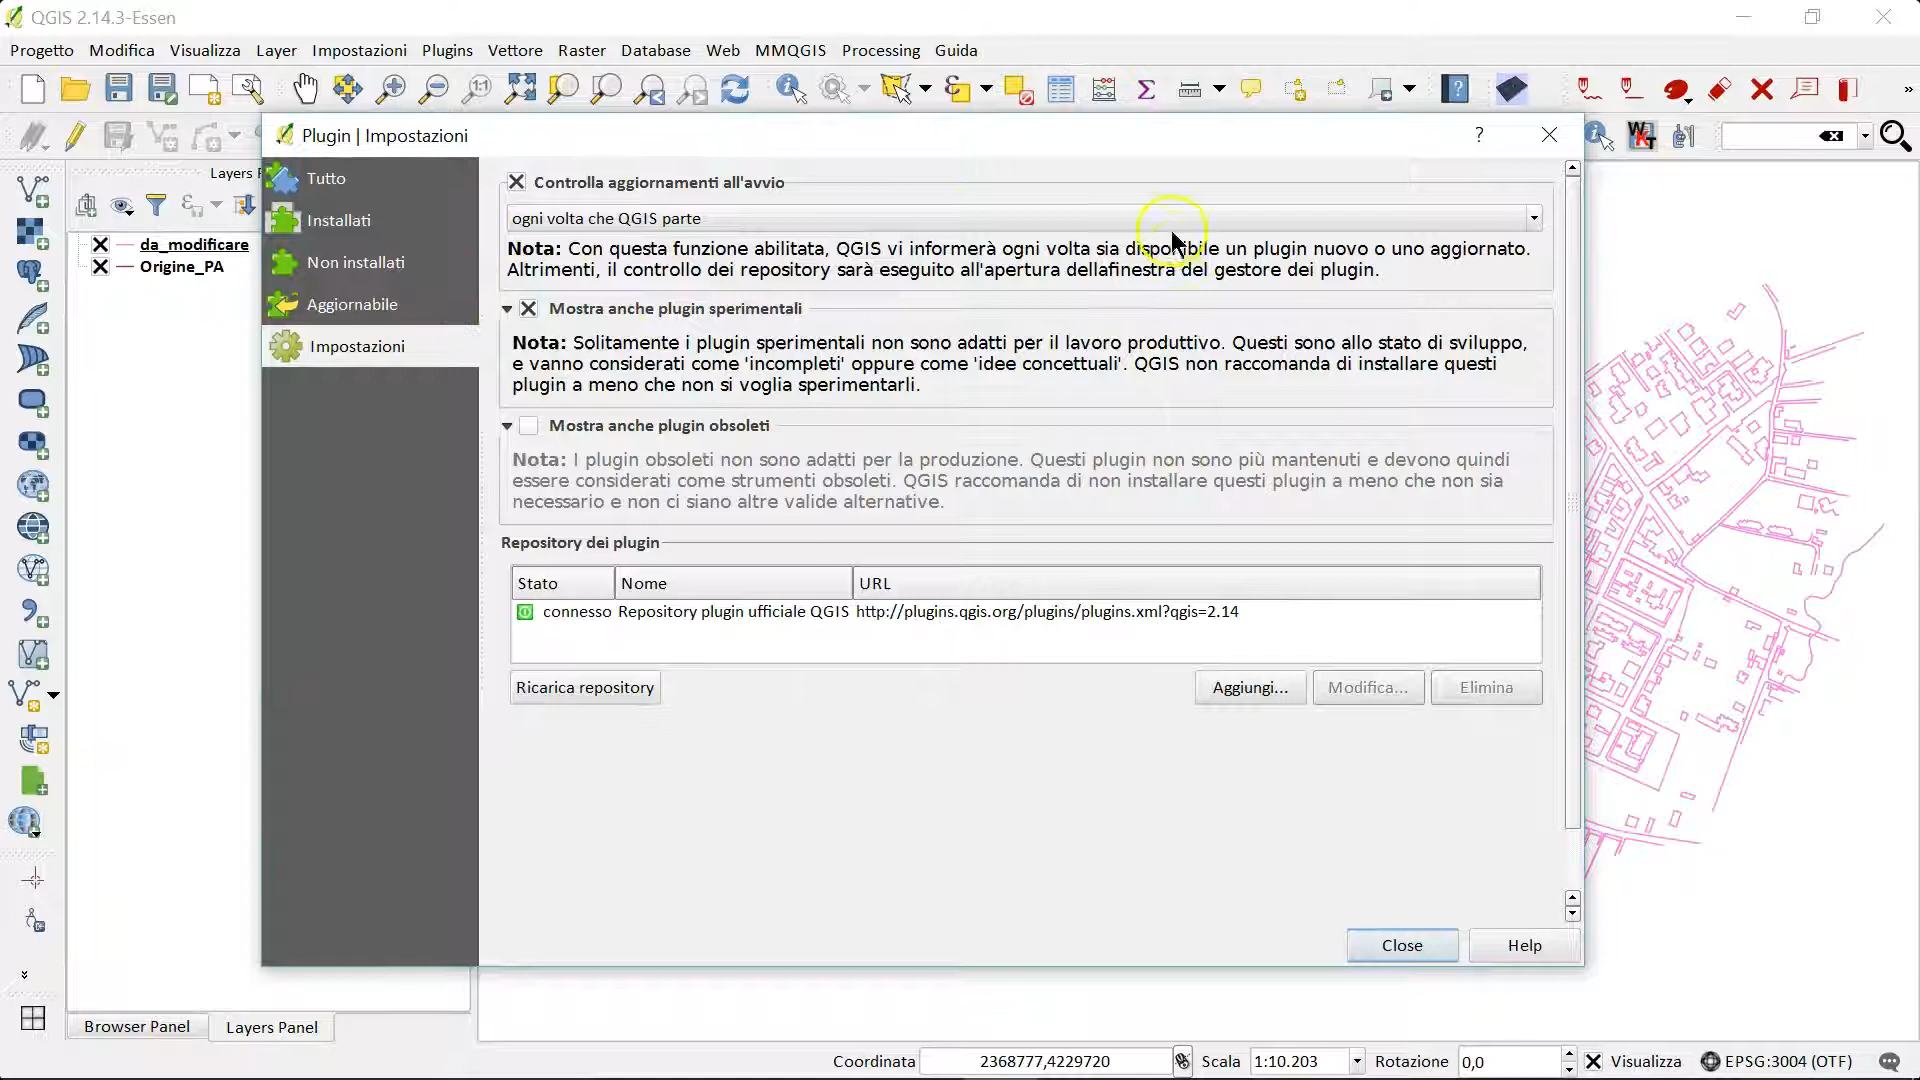 QGIS 2.14.3-Essen
Progetto Modifica Visualizza Layer Impostazioni Plugins Vettore Raster Database Web MMQGIS Processing Guida
Plugin | Impostazioni
?
Layers
Tutto
Installati
Non installati
Aggiornabile
Impostazioni
da_modificare
Origine_PA
Controlla aggiornamenti all'avvio
ogni volta che QGIS parte
Nota: Con questa funzione abilitata, QGIS vi informerà ogni volta sia disponibile un plugin nuovo o uno aggiornato.
Altrimenti, il controllo dei repository sarà eseguito all'apertura dellafinestra del gestore dei plugin.
Mostra anche plugin sperimentali
Nota: Solitamente i plugin sperimentali non sono adatti per il lavoro produttivo. Questi sono allo stato di sviluppo,
e vanno considerati come 'incompleti' oppure come 'idee concettuali'. QGIS non raccomanda di installare questi
plugin a meno che non si voglia sperimentarli.
Mostra anche plugin obsoleti
Nota: I plugin obsoleti non sono adatti per la produzione. Questi plugin non sono più mantenuti e devono quindi
essere considerati come strumenti obsoleti. QGIS raccomanda di non installare questi plugin a meno che non sia
necessario e non ci siano altre valide alternative.
Repository dei plugin
Stato Nome URL
connesso Repository plugin ufficiale QGIS http://plugins.qgis.org/plugins/plugins.xml?qgis=2.14
Ricarica repository Aggiungi... Modifica... Elimina
Close Help
Browser Panel Layers Panel
Coordinata 2368777,4229720 Scala 1:10.203 Rotazione 0,0 Visualizza EPSG:3004 (OTF)